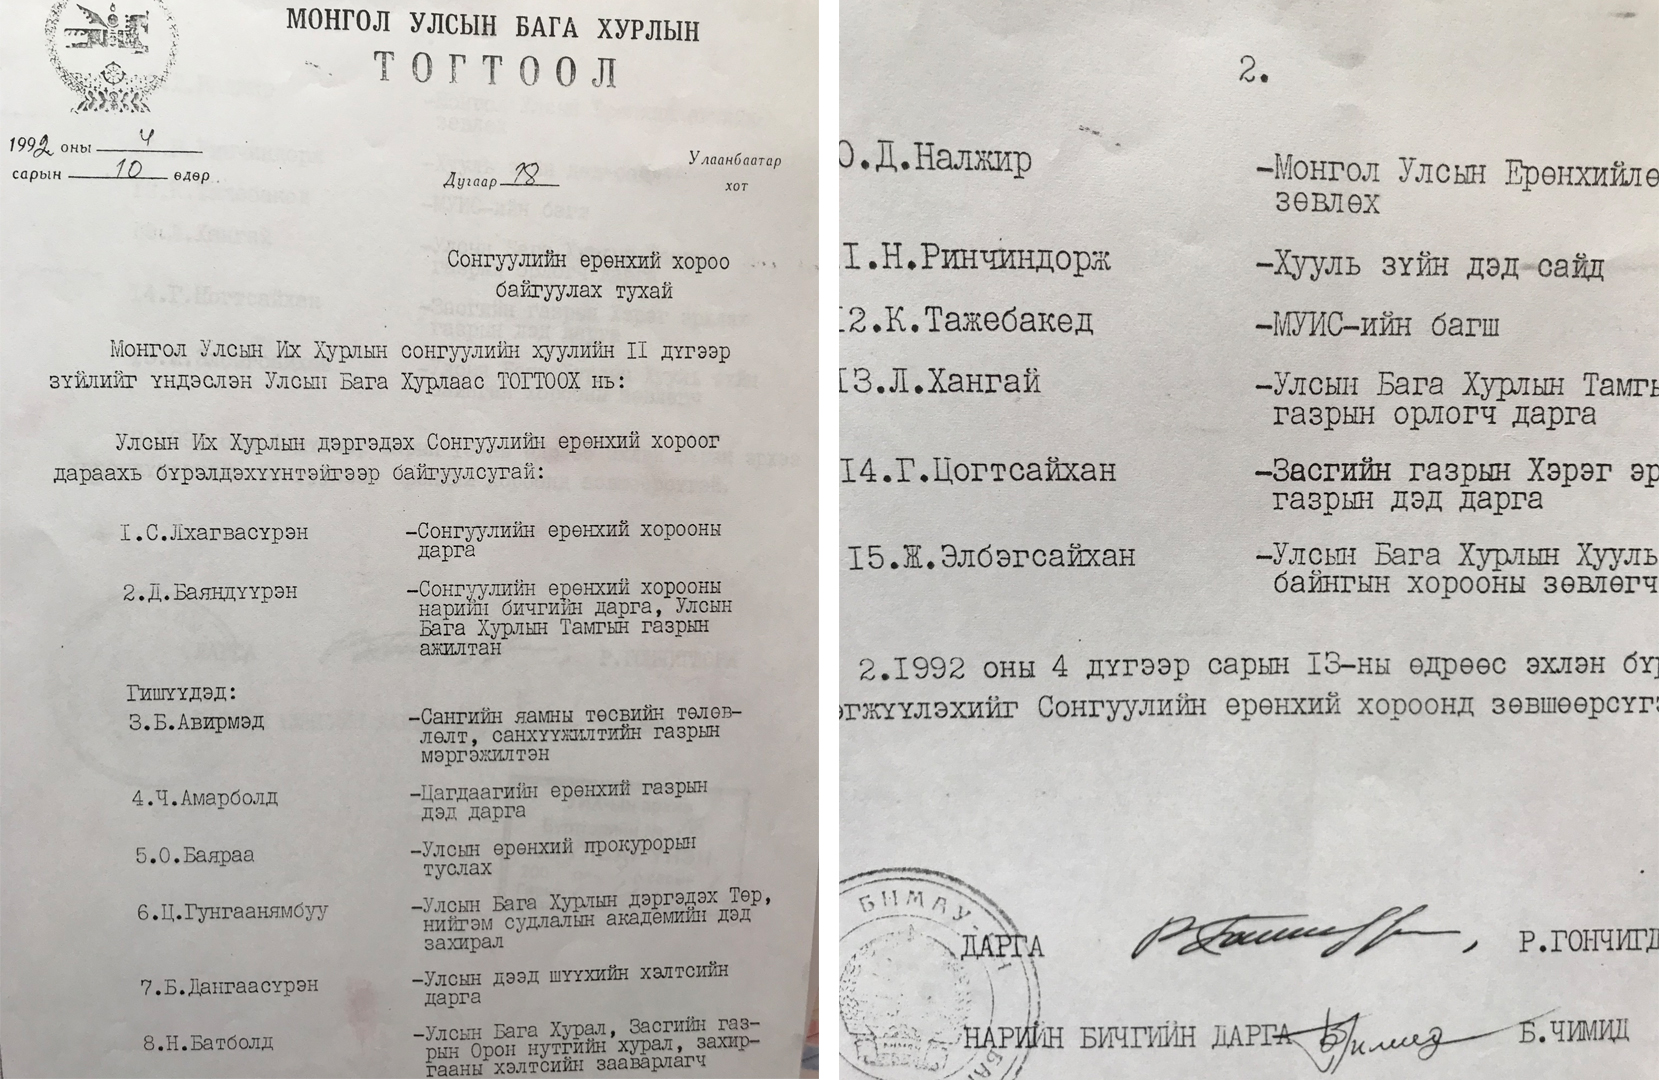 МОНГОЛ УЛСЫН БАГА ХУРЛЫН
ТОГТООЛ
1992 оны 4
сарын 10 өдөр.
Дугаар 18
Улаанбаатар
хот
Сонгуулийн ерөнхий хороо
байгуулах тухай
Монгол Улсын Их Хурлын сонгуулийн хуулийн II дүгээр
зүйлийг үндэслэн Улсын Бага Хурлаас ТОГТООХ нь:
Улсын Их Хурлын дэргэдэх Сонгуулийн ерөнхий хороог
дараахь бүрэлдэхүүнтэйгээр байгуулсугай:
I.С.Лхагвасүрэн -Сонгуулийн ерөнхий хорооны
дарга
2.Д.Баяндүүрэн -Сонгуулийн ерөнхий хорооны
нарийн бичгийн дарга, Улсын
Бага Хурлын Тамгын газрын
ажилтан
Гишүүдэд:
3.Б.Авирмэд -Сангийн яамны төсвийн төлөв-
лөлт, санхүүжилтийн газрын
мэргэжилтэн
4.Ч.Амарболд -Цагдаагийн ерөнхий газрын
дэд дарга
5.О.Баяраа -Улсын ерөнхий прокурорын
туслах
6.Ц.Гунгаанямбуу -Улсын Бага Хурлын дэргэдэх Төр,
нийгэм судлалын академийн дэд
захирал
7.Б.Дангаасүрэн -Улсын дээд шүүхийн хэлтсийн
дарга
8.Н.Батболд -Улсын Бага Хурал, Засгийн газ-
рын Орон нутгийн хурал, захир-
гааны хэлтсийн зааварлагч
2.
0.Д.Налжир -Монгол Улсын Ерөнхийлө
зөвлөх
I.Н.Ринчиндорж -Хууль зүйн дэд сайд
I2.К.Тажебакед -МУИС-ийн багш
I3.Л.Хангай -Улсын Бага Хурлын Тамгы
газрын орлогч дарга
I4.Г.Цогтсайхан -Засгийн газрын Хэрэг эр
газрын дэд дарга
I5.Ж.Элбэгсайхан -Улсын Бага Хурлын Хууль
байнгын хорооны зөвлөгч
2.I992 оны 4 дүгээр сарын I3-ны өдрөөс эхлэн бүр
эгжүүлэхийг Сонгуулийн ерөнхий хороонд зөвшөөрсүгэ
БНМАУ
ДАРГА Р.ГОНЧИГД
НАРИЙН БИЧГИЙН ДАРГА Б.ЧИМИД